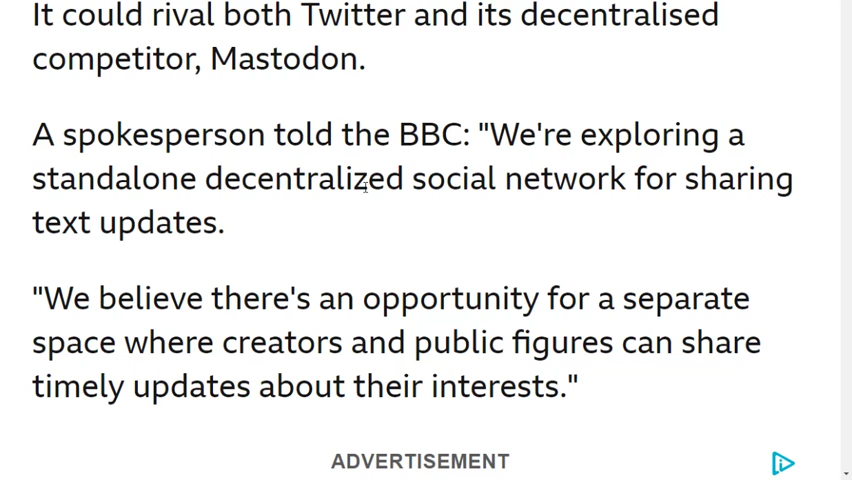 It could rival both Twitter and its decentralised
competitor, Mastodon.
A spokesperson told the BBC: "We're exploring a
standalone decentralized social network for sharing
text updates.
"We believe there's an opportunity for a separate
space where creators and public figures can share
timely updates about their interests."
ADVERTISEMENT